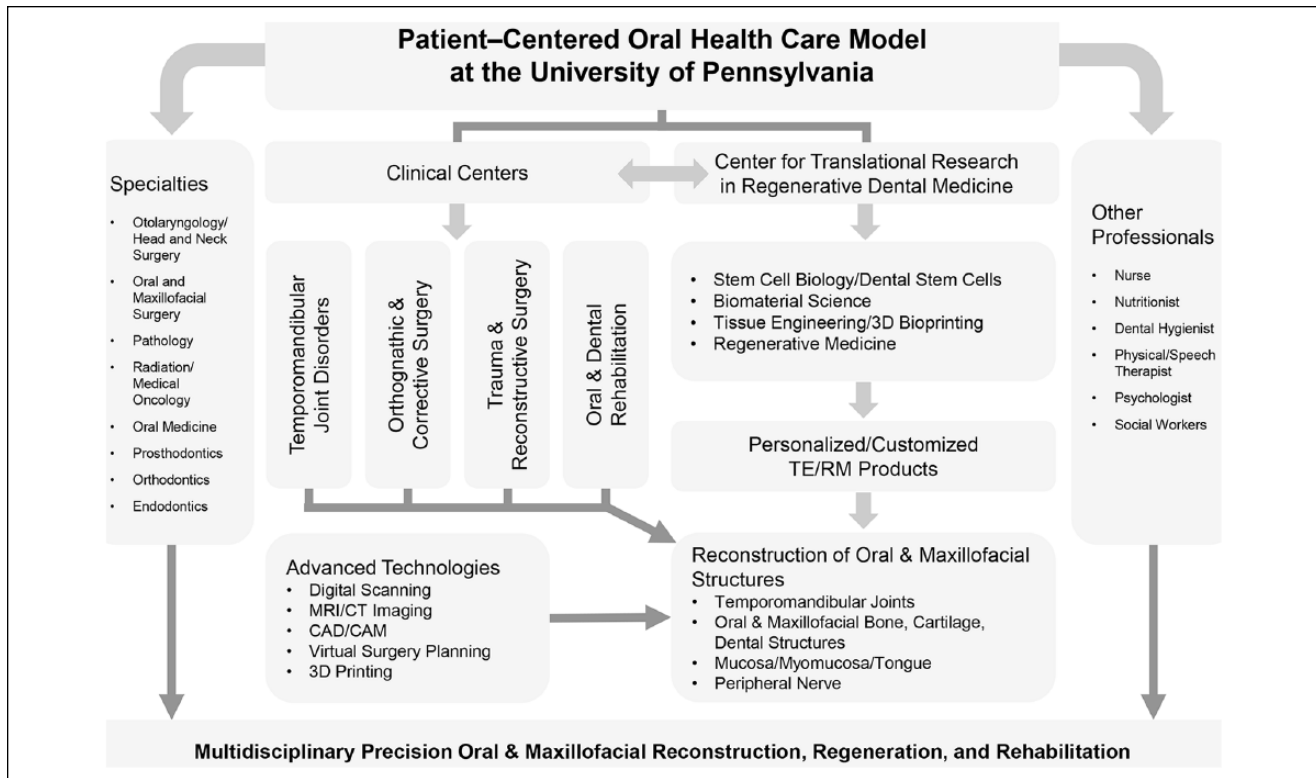 Patient–Centered Oral Health Care Model
at the University of Pennsylvania
Specialties
• Otolaryngology/
Head and Neck
Surgery
• Oral and
Maxillofacial
Surgery
• Pathology
• Radiation/
Medical
Oncology
• Oral Medicine
• Prosthodontics
• Orthodontics
• Endodontics
Clinical Centers
Temporomandibular
Joint Disorders
Orthognathic &
Corrective Surgery
Trauma &
Reconstructive Surgery
Oral & Dental
Rehabilitation
Center for Translational Research
in Regenerative Dental Medicine
• Stem Cell Biology/Dental Stem Cells
• Biomaterial Science
• Tissue Engineering/3D Bioprinting
• Regenerative Medicine
Personalized/Customized
TE/RM Products
Advanced Technologies
• Digital Scanning
• MRI/CT Imaging
• CAD/CAM
• Virtual Surgery Planning
• 3D Printing
Reconstruction of Oral & Maxillofacial
Structures
• Temporomandibular Joints
• Oral & Maxillofacial Bone, Cartilage,
Dental Structures
• Mucosa/Myomucosa/Tongue
• Peripheral Nerve
Other
Professionals
• Nurse
• Nutritionist
• Dental Hygienist
• Physical/Speech
Therapist
• Psychologist
• Social Workers
Multidisciplinary Precision Oral & Maxillofacial Reconstruction, Regeneration, and Rehabilitation